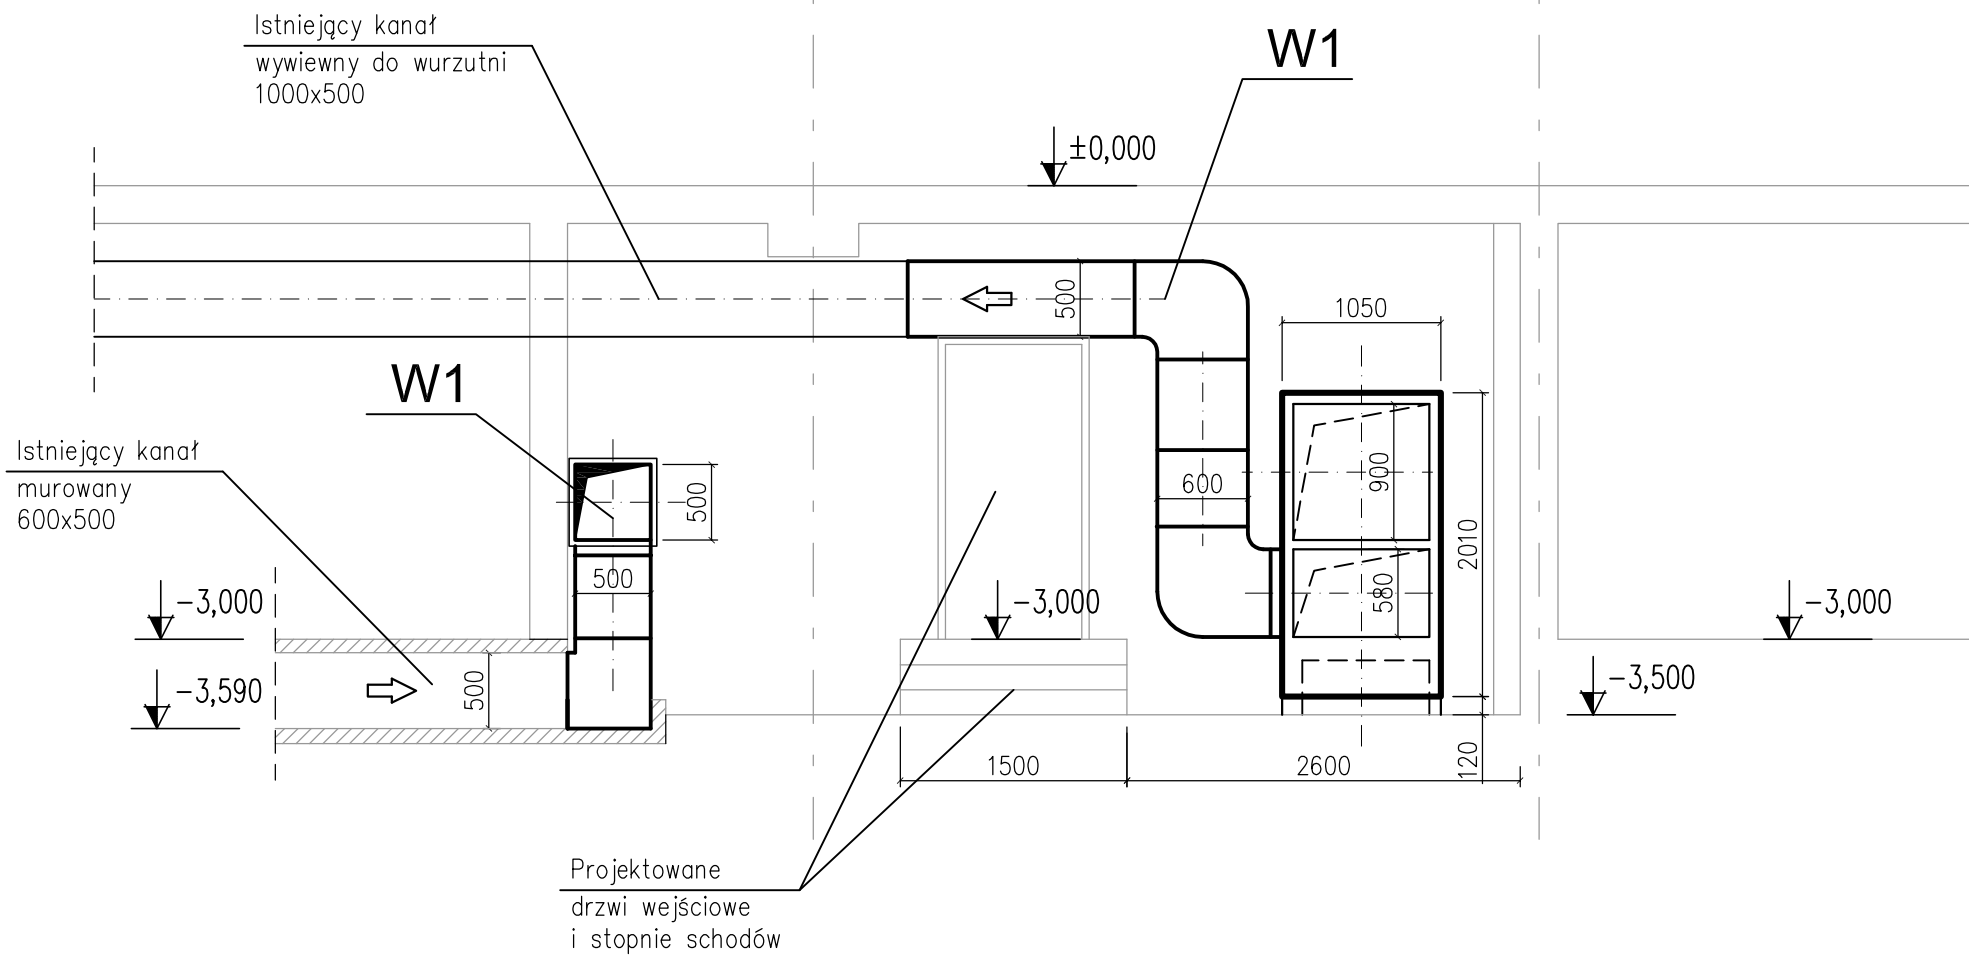 Istniejący kanał
wywiewny do wurzutni
1000x500
W1
±0,000
500
1050
W1
Istniejący kanał
murowany
600x500
500
900
600
2010
500
580
-3,000
-3,000
-3,000
-3,590
500
-3,500
1500
2600
120
Projektowane
drzwi wejściowe
i stopnie schodów